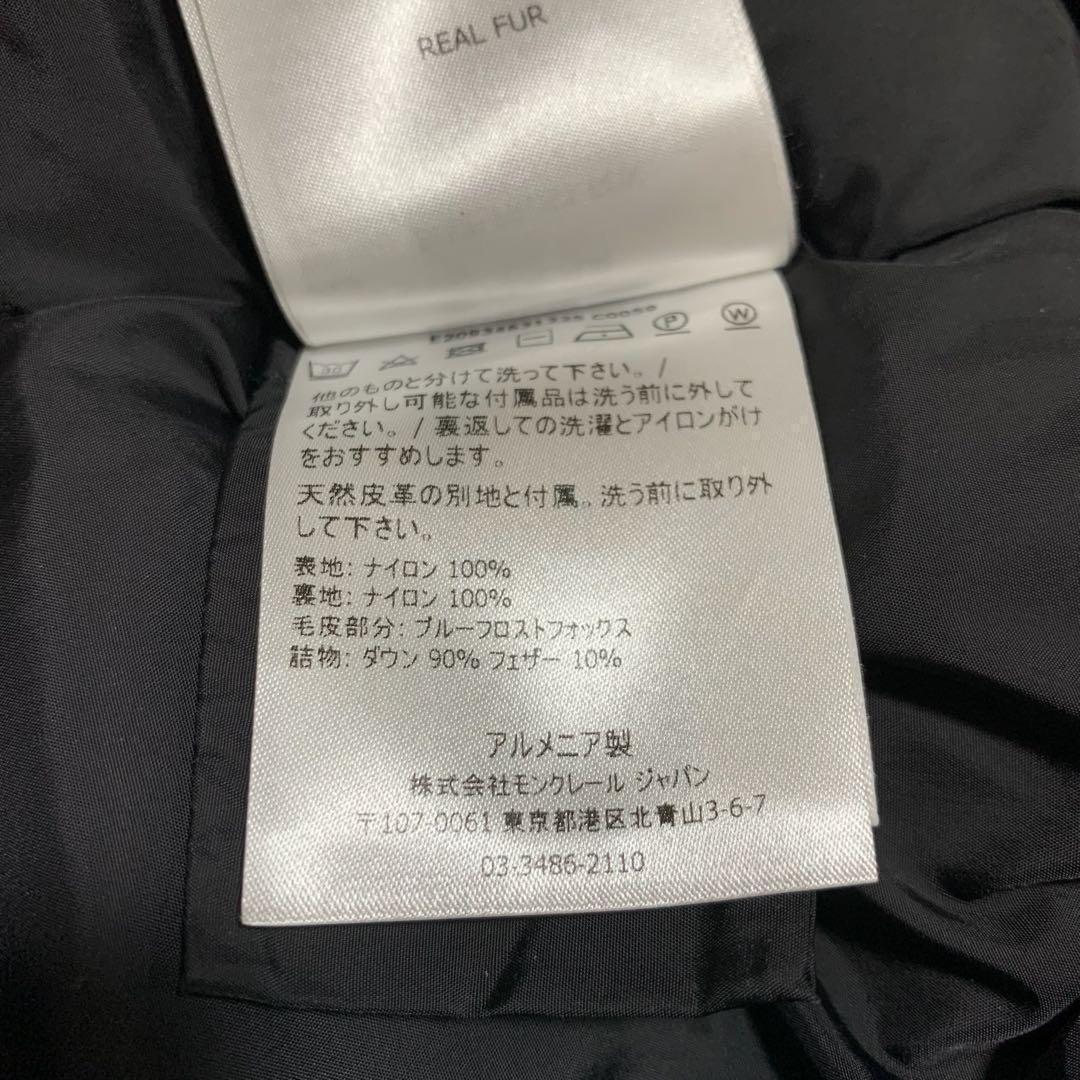 REAL FUR
他のものと分けて洗って下さい。/
取り外し可能な付属品は洗う前に外して
ください。/ 裏返しての洗濯とアイロンがけ
をおすすめします。
天然皮革の別地と付属、洗う前に取り外
して下さい。
表地: ナイロン 100%
裏地: ナイロン 100%
毛皮部分: ブルーフロストフォックス
詰物: ダウン 90% フェザー 10%
アルメニア製
株式会社モンクレール ジャパン
〒107-0061 東京都港区北青山3-6-7
03-3486-2110